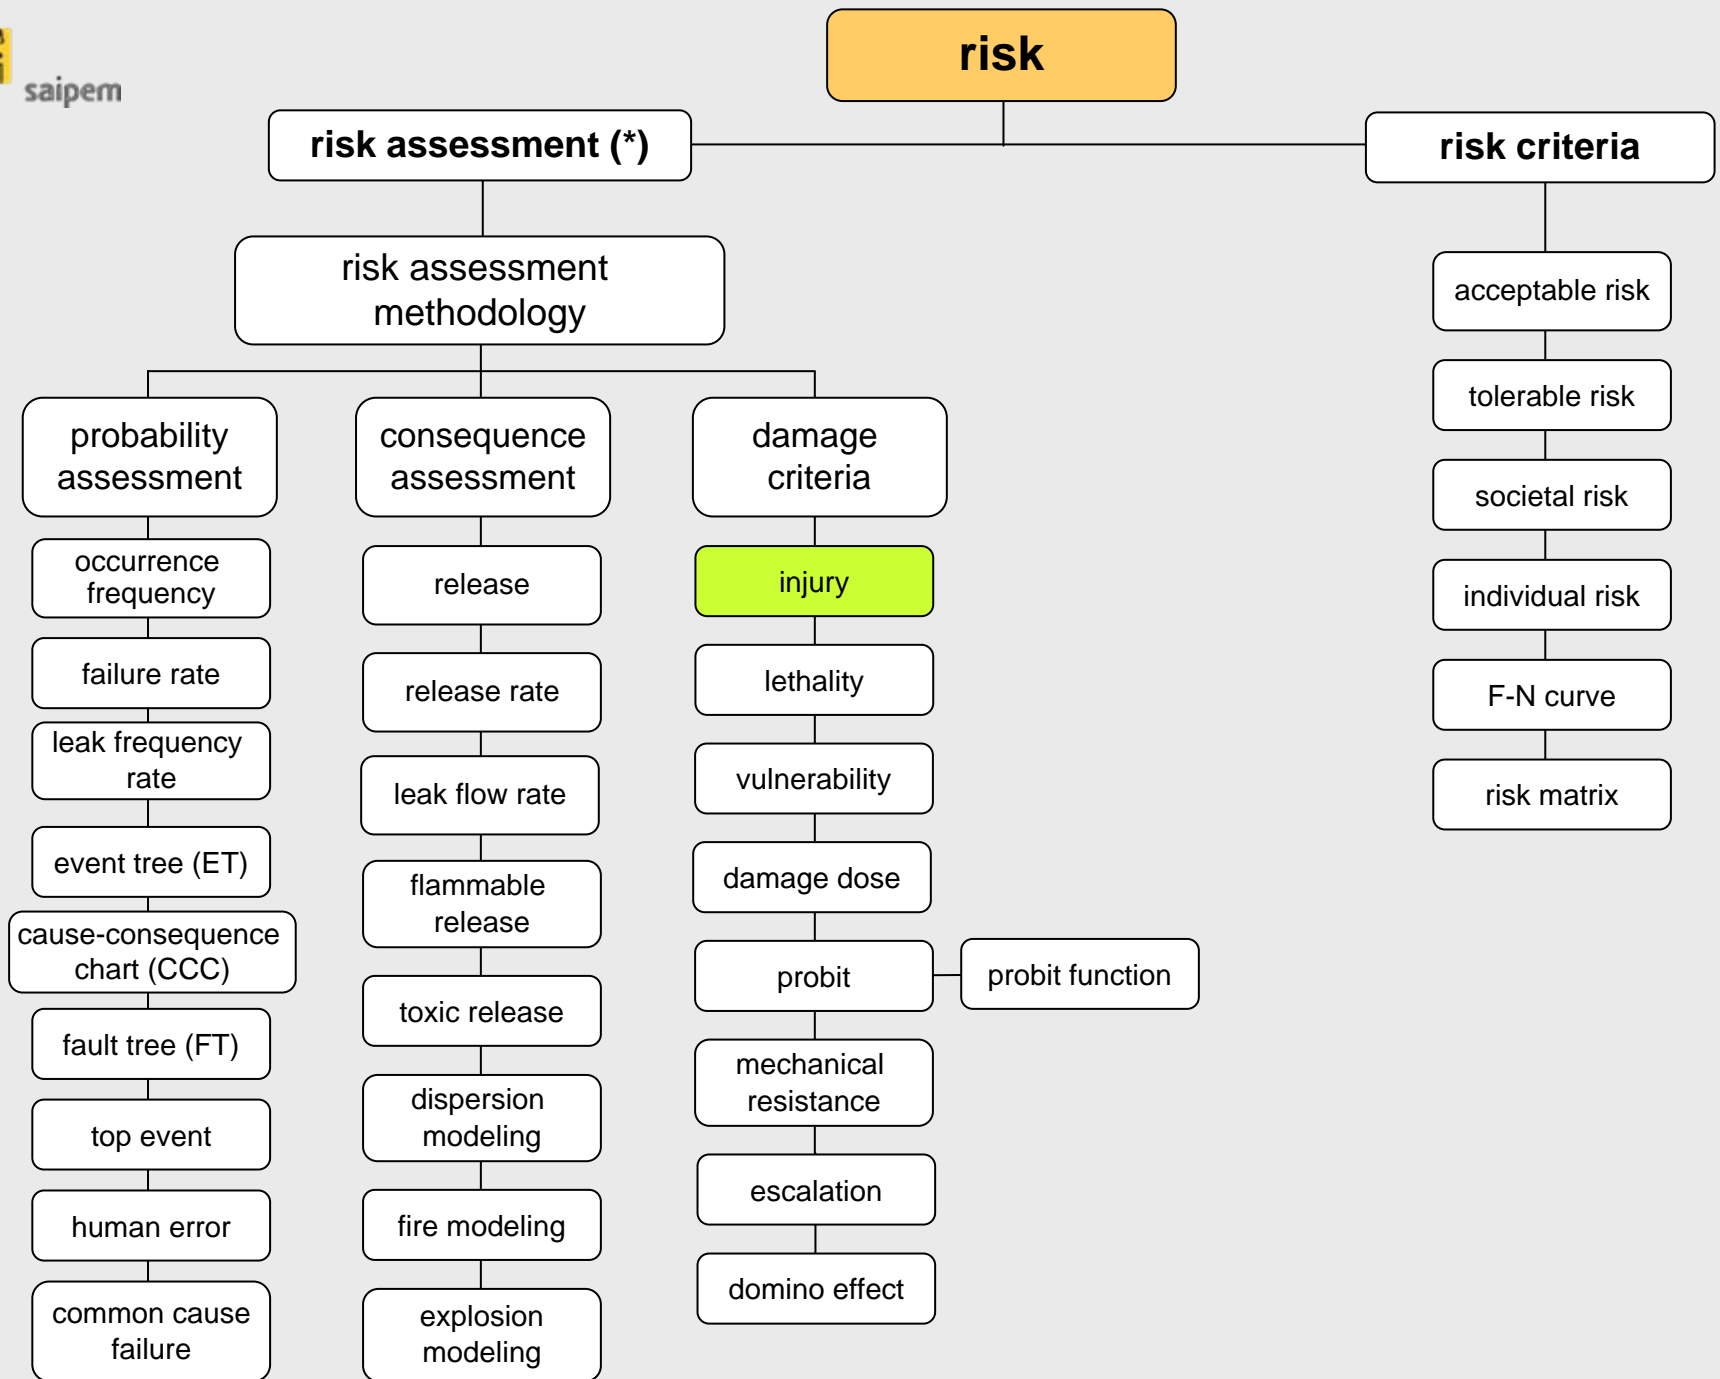 saipem
risk
risk assessment (*)
risk criteria
risk assessment
methodology
probability
assessment
occurrence
frequency
failure rate
leak frequency
rate
event tree (ET)
cause-consequence
chart (CCC)
fault tree (FT)
top event
human error
common cause
failure
consequence
assessment
release
release rate
leak flow rate
flammable
release
toxic release
dispersion
modeling
fire modeling
explosion
modeling
damage
criteria
injury
lethality
vulnerability
damage dose
probit
probit function
mechanical
resistance
escalation
domino effect
acceptable risk
tolerable risk
societal risk
individual risk
F-N curve
risk matrix